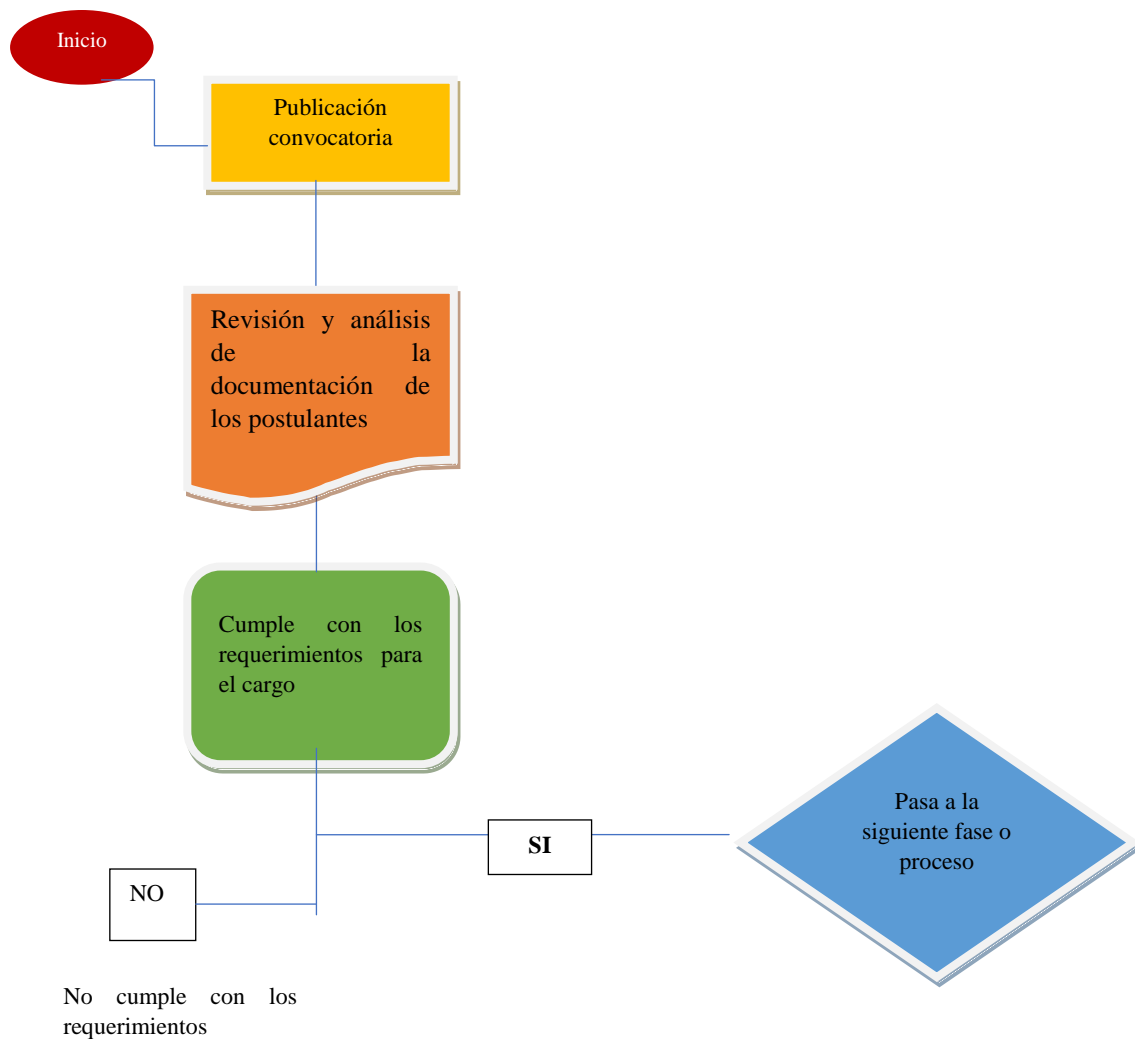 Inicio
Publicación
convocatoria
Revisión y análisis
de la
documentación de
los postulantes
Cumple con los
requerimientos para
el cargo
SI
Pasa a la
siguiente fase o
proceso
NO
No cumple con los
requerimientos